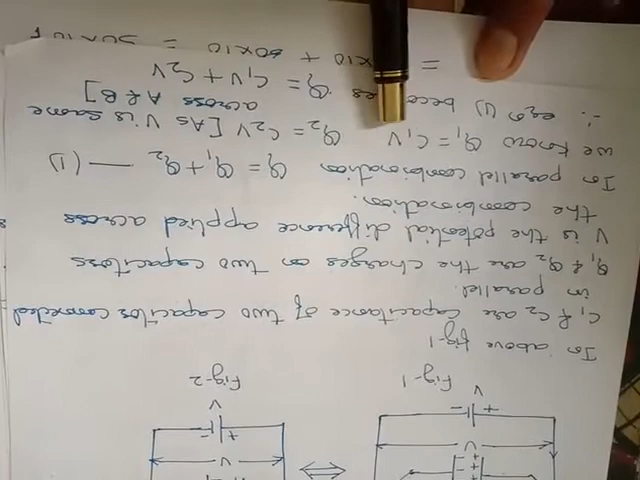 V
V
+ -
- +
V
V
Fig-1
Fig-2
In above fig-1
C₁ & C₂ are capacitance of two capacitos connected
in parallel.
Q₁ & Q₂ are the charges on two capacitoss
V is the potential difference applied across
the combination.
In parallel combination Q = Q₁ + Q₂ — (1)
we know Q₁ = C₁V Q₂ = C₂V [As V is same
across A & B]
∴ eqn (1) becomes Q = C₁V + C₂V
=